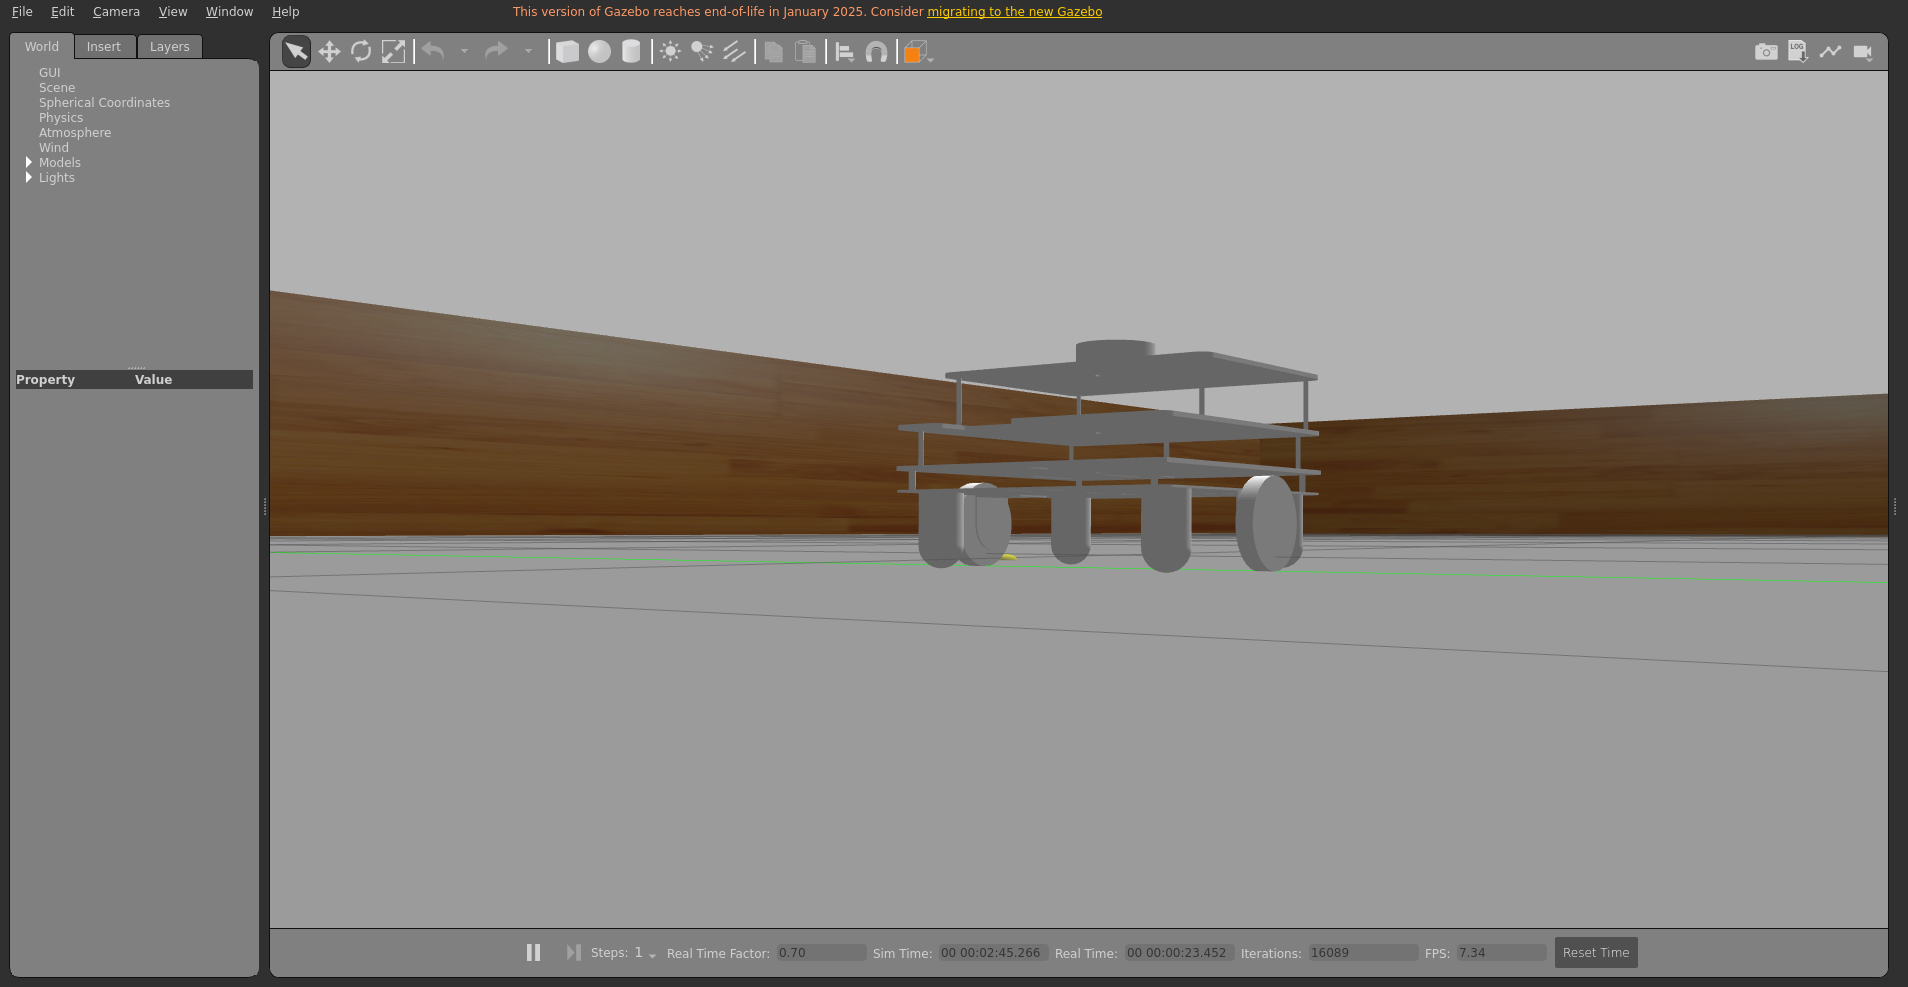 File Edit Camera View Window Help
This version of Gazebo reaches end-of-life in January 2025. Consider migrating to the new Gazebo
World Insert Layers
GUI
Scene
Spherical Coordinates
Physics
Atmosphere
Wind
Models
Lights
Property Value
LOG
Steps: 1 Real Time Factor: 0.70 Sim Time: 00 00:02:45.266 Real Time: 00 00:00:23.452 Iterations: 16089 FPS: 7.34 Reset Time